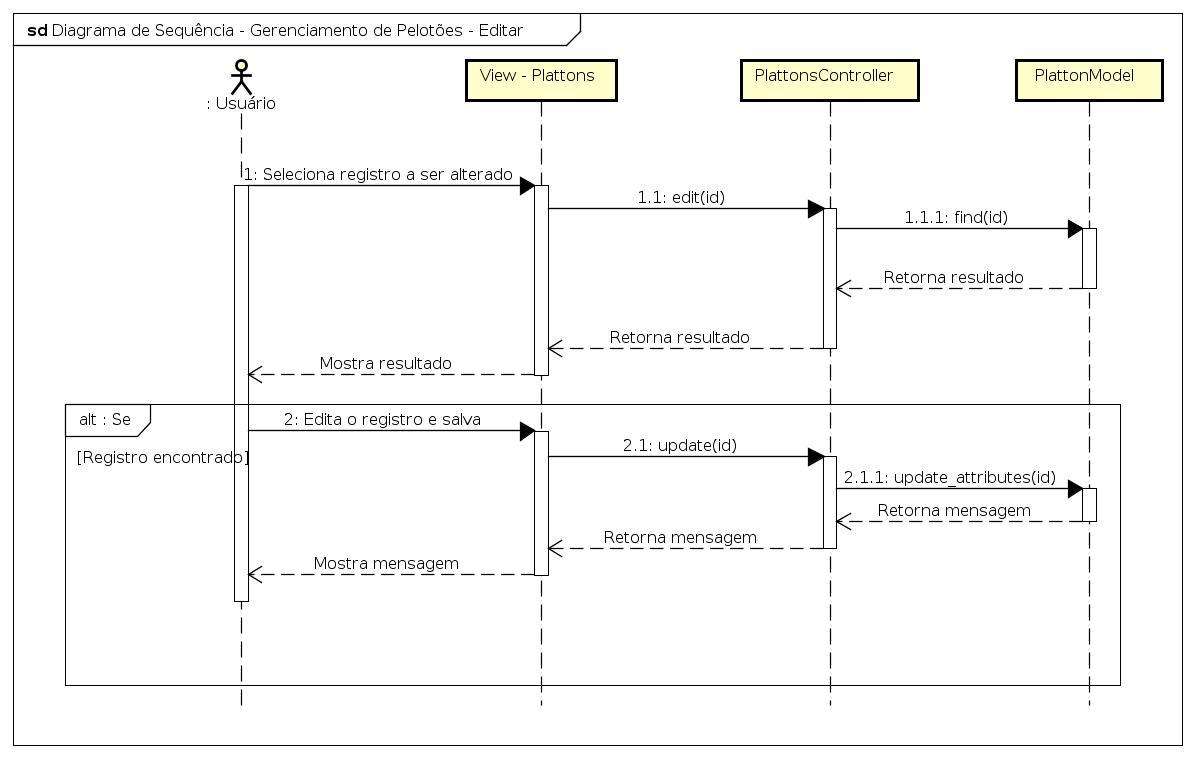 sd Diagrama de Sequência - Gerenciamento de Pelotões - Editar
: Usuário
View - Plattons
PlattonsController
PlattonModel
1: Seleciona registro a ser alterado
1.1: edit(id)
1.1.1: find(id)
Retorna resultado
Retorna resultado
Mostra resultado
alt : Se
2: Edita o registro e salva
[Registro encontrado]
2.1: update(id)
2.1.1: update_attributes(id)
Retorna mensagem
Retorna mensagem
Mostra mensagem